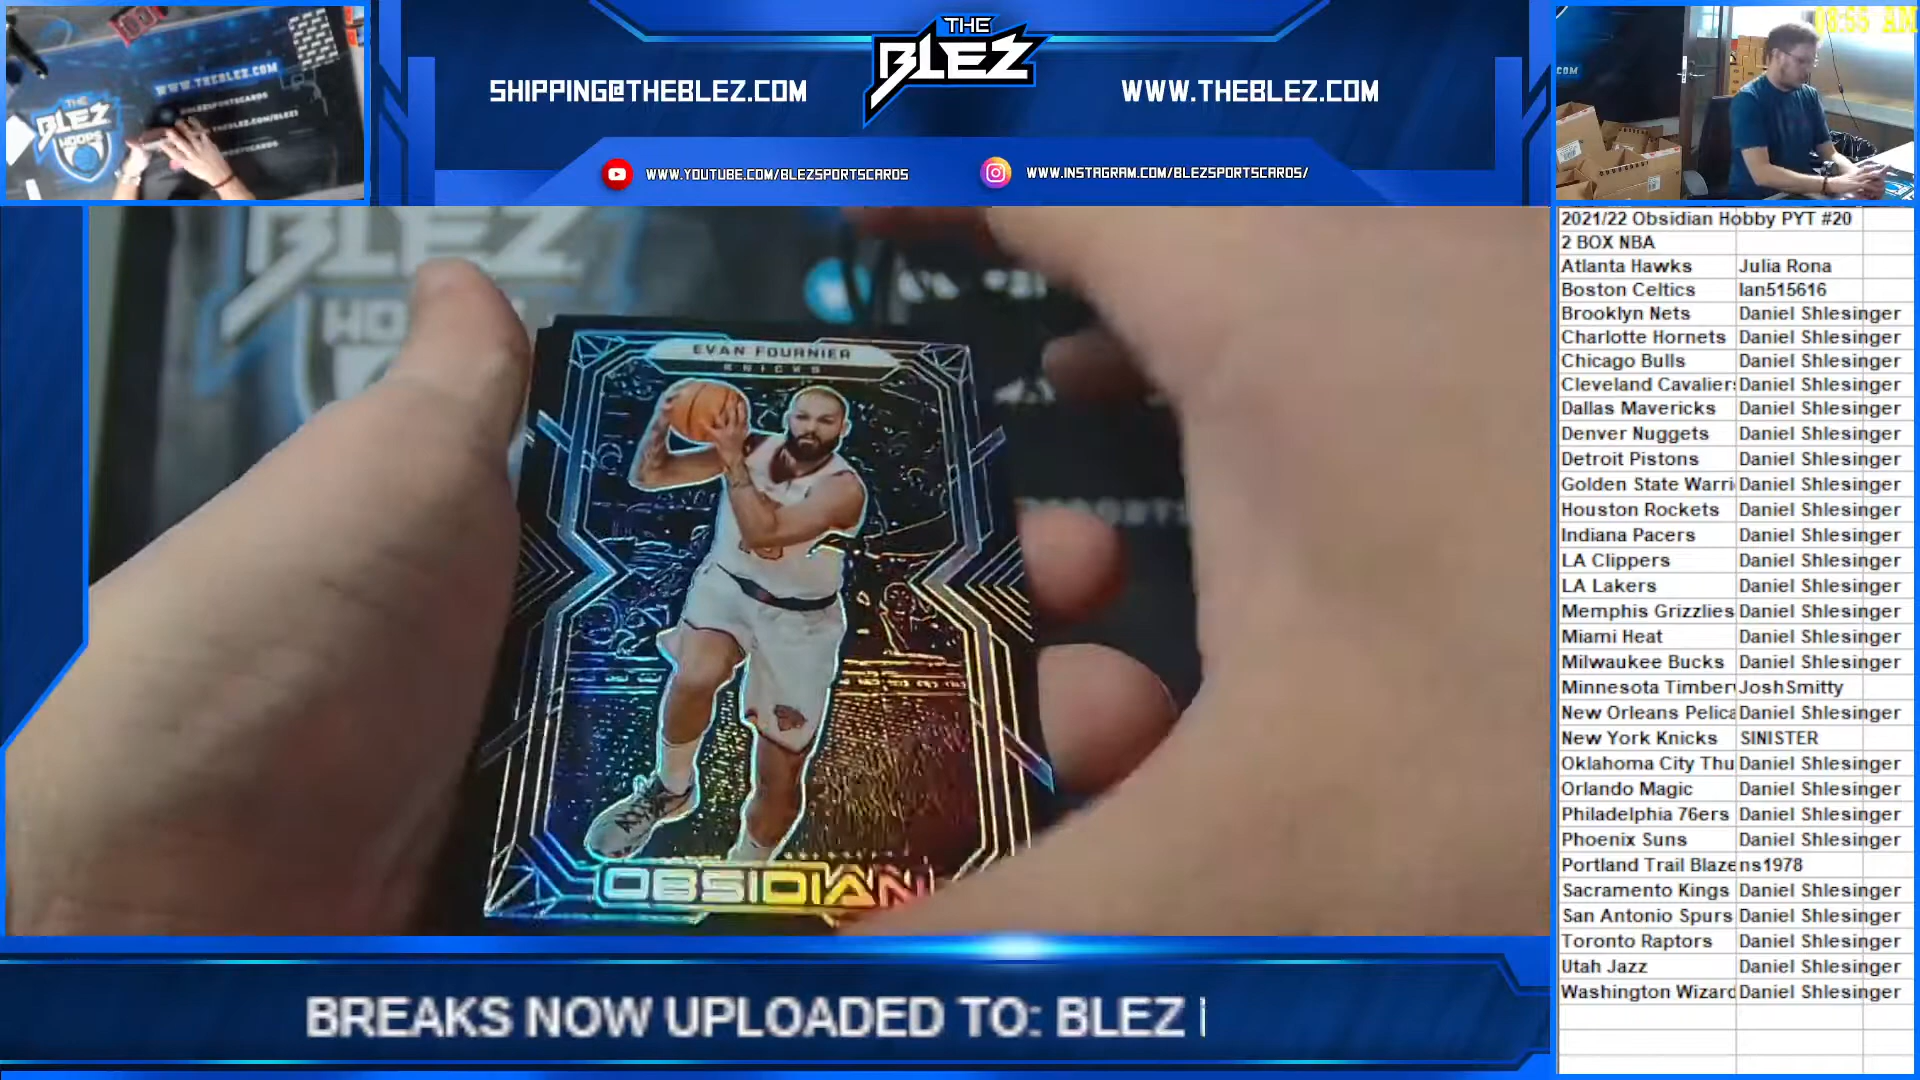 WWW.THEBLEZ.COM
THE
BLEZ
HOOPS
SHIPPING@THEBLEZ.COM
THE
BLEZ
WWW.THEBLEZ.COM
WWW.YOUTUBE.COM/BLEZSPORTSCARDS
WWW.INSTAGRAM.COM/BLEZSPORTSCARDS/
COM
EVAN FOURNIER
KNICKS
OBSIDIAN
2021/22 Obsidian Hobby PYT #20
2 BOX NBA
Atlanta Hawks Julia Rona
Boston Celtics Ian515616
Brooklyn Nets Daniel Shlesinger
Charlotte Hornets Daniel Shlesinger
Chicago Bulls Daniel Shlesinger
Cleveland Cavaliers Daniel Shlesinger
Dallas Mavericks Daniel Shlesinger
Denver Nuggets Daniel Shlesinger
Detroit Pistons Daniel Shlesinger
Golden State Warri Daniel Shlesinger
Houston Rockets Daniel Shlesinger
Indiana Pacers Daniel Shlesinger
LA Clippers Daniel Shlesinger
LA Lakers Daniel Shlesinger
Memphis Grizzlies Daniel Shlesinger
Miami Heat Daniel Shlesinger
Milwaukee Bucks Daniel Shlesinger
Minnesota Timber JoshSmitty
New Orleans Pelica Daniel Shlesinger
New York Knicks SINISTER
Oklahoma City Thu Daniel Shlesinger
Orlando Magic Daniel Shlesinger
Philadelphia 76ers Daniel Shlesinger
Phoenix Suns Daniel Shlesinger
Portland Trail Blaze ns1978
Sacramento Kings Daniel Shlesinger
San Antonio Spurs Daniel Shlesinger
Toronto Raptors Daniel Shlesinger
Utah Jazz Daniel Shlesinger
Washington Wizard Daniel Shlesinger
BREAKS NOW UPLOADED TO: BLEZ